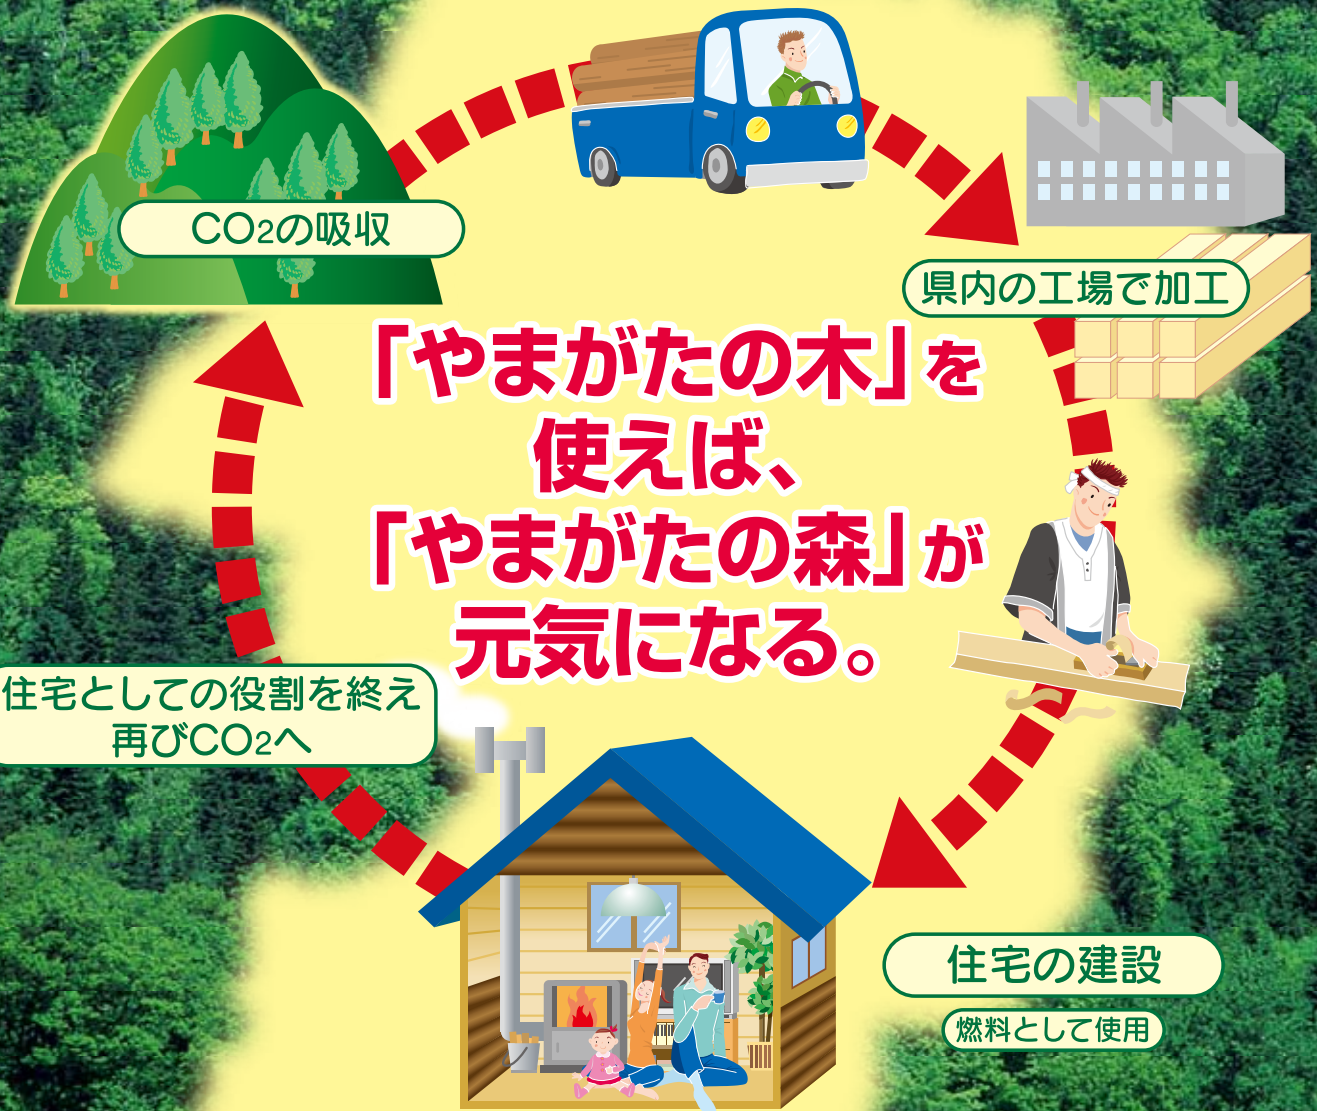 CO2の吸収
県内の工場で加工
「やまがたの木」を
使えば、
「やまがたの森」が
元気になる。
住宅としての役割を終え
再びCO2へ
住宅の建設
燃料として使用